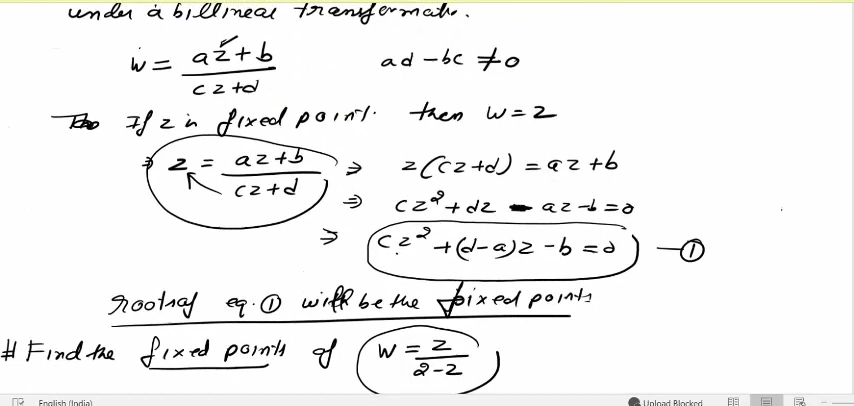 under a billinear transformatn.
w = az+b / cz+d    ad-bc ≠0
If z is fixed point. then w=z
⇒ z = az+b / cz+d ⇒ z(cz+d) = az+b
⇒ cz²+dz - az-b=0
⇒ cz²+(d-a)z-b=0 —①
roots of eq.① will be the fixed points
# Find the fixed points of w = z / 2-z
English (India) Upload Blocked